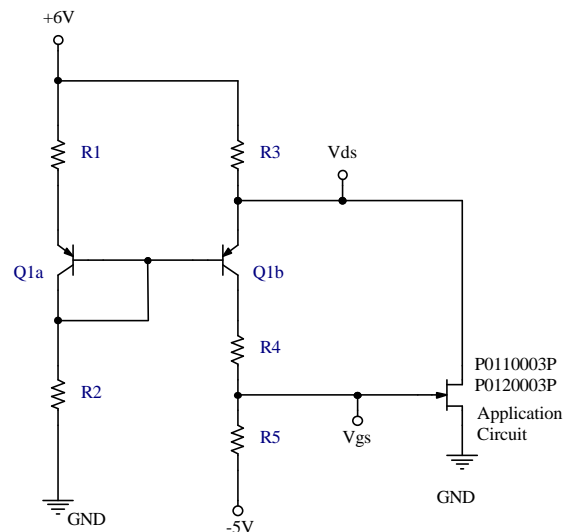 +6V
R1
R3
Vds
Q1a
Q1b
R4
P0110003P
P0120003P
R2
Application
Circuit
R5
Vgs
GND
GND
-5V